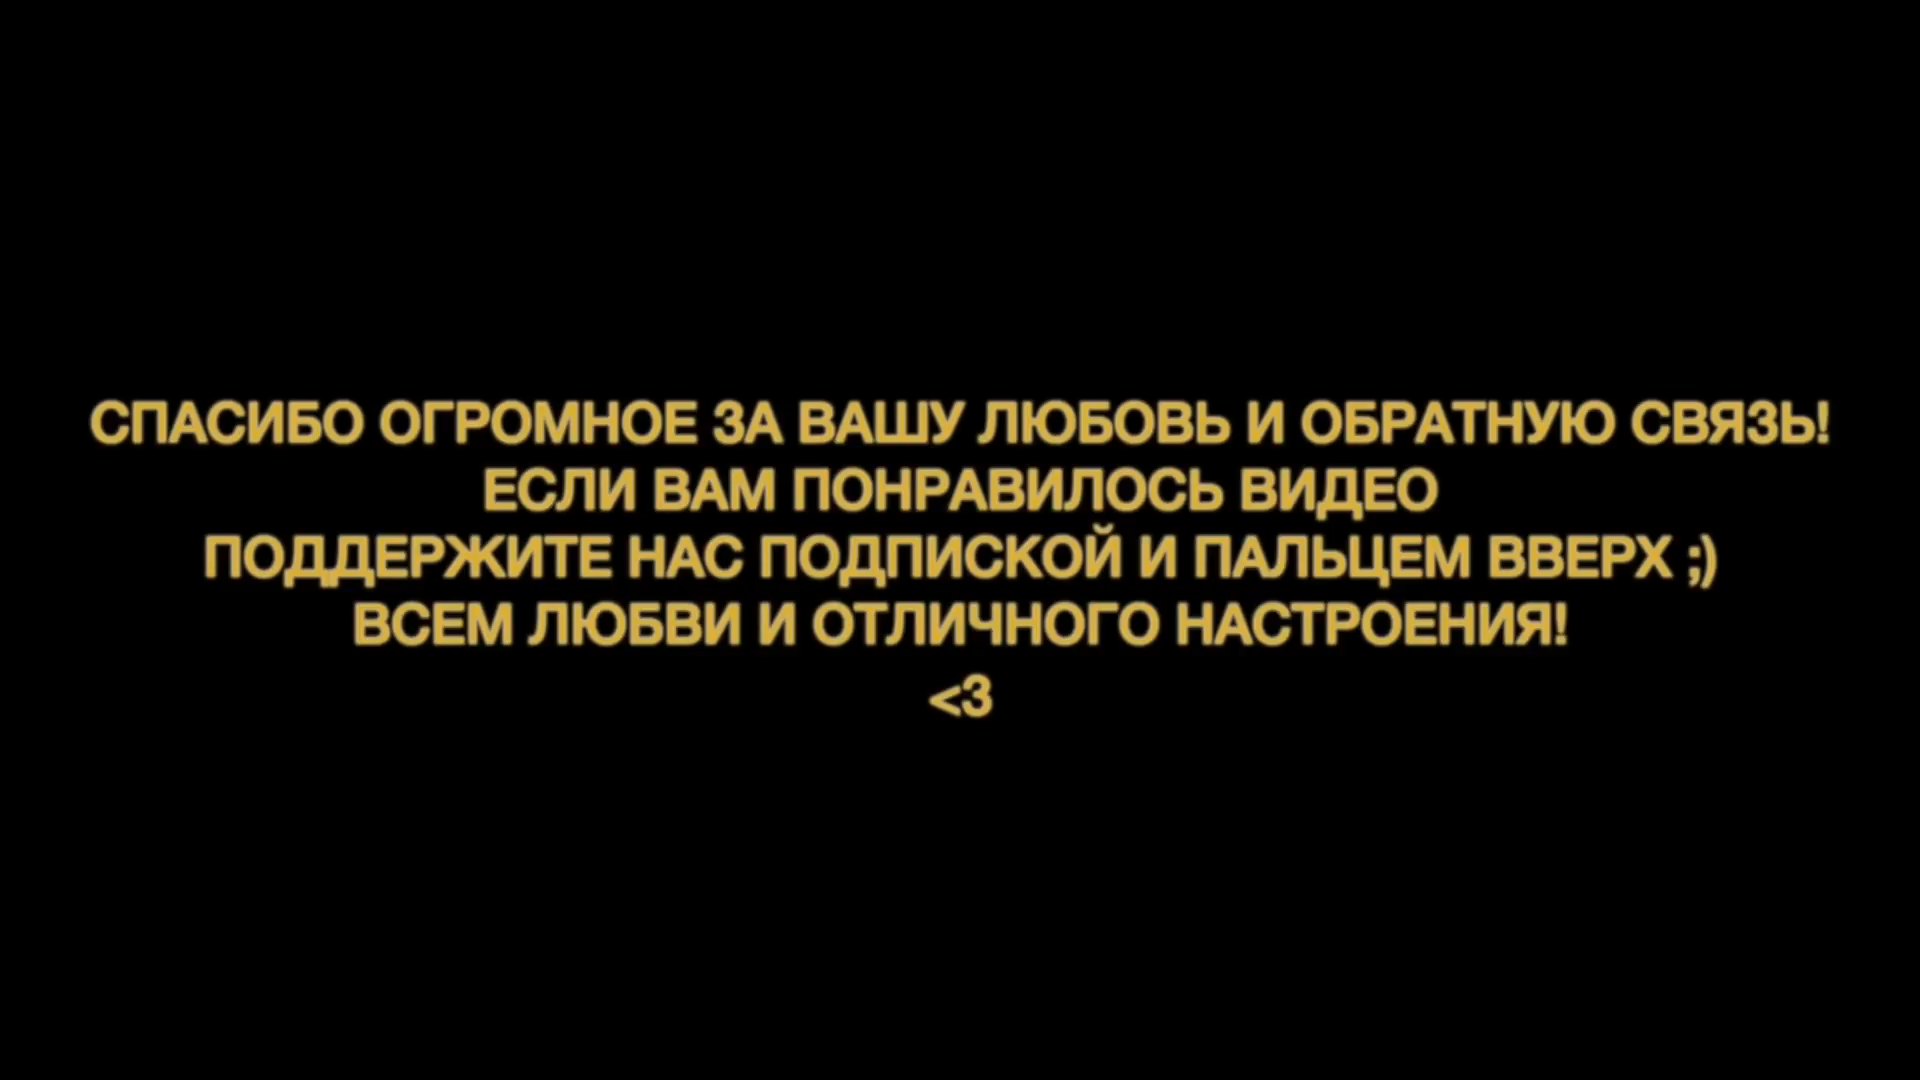 СПАСИБО ОГРОМНОЕ ЗА ВАШУ ЛЮБОВЬ И ОБРАТНУЮ СВЯЗЬ!
ЕСЛИ ВАМ ПОНРАВИЛОСЬ ВИДЕО
ПОДДЕРЖИТЕ НАС ПОДПИСКОЙ И ПАЛЬЦЕМ ВВЕРХ ;)
ВСЕМ ЛЮБВИ И ОТЛИЧНОГО НАСТРОЕНИЯ!
<3